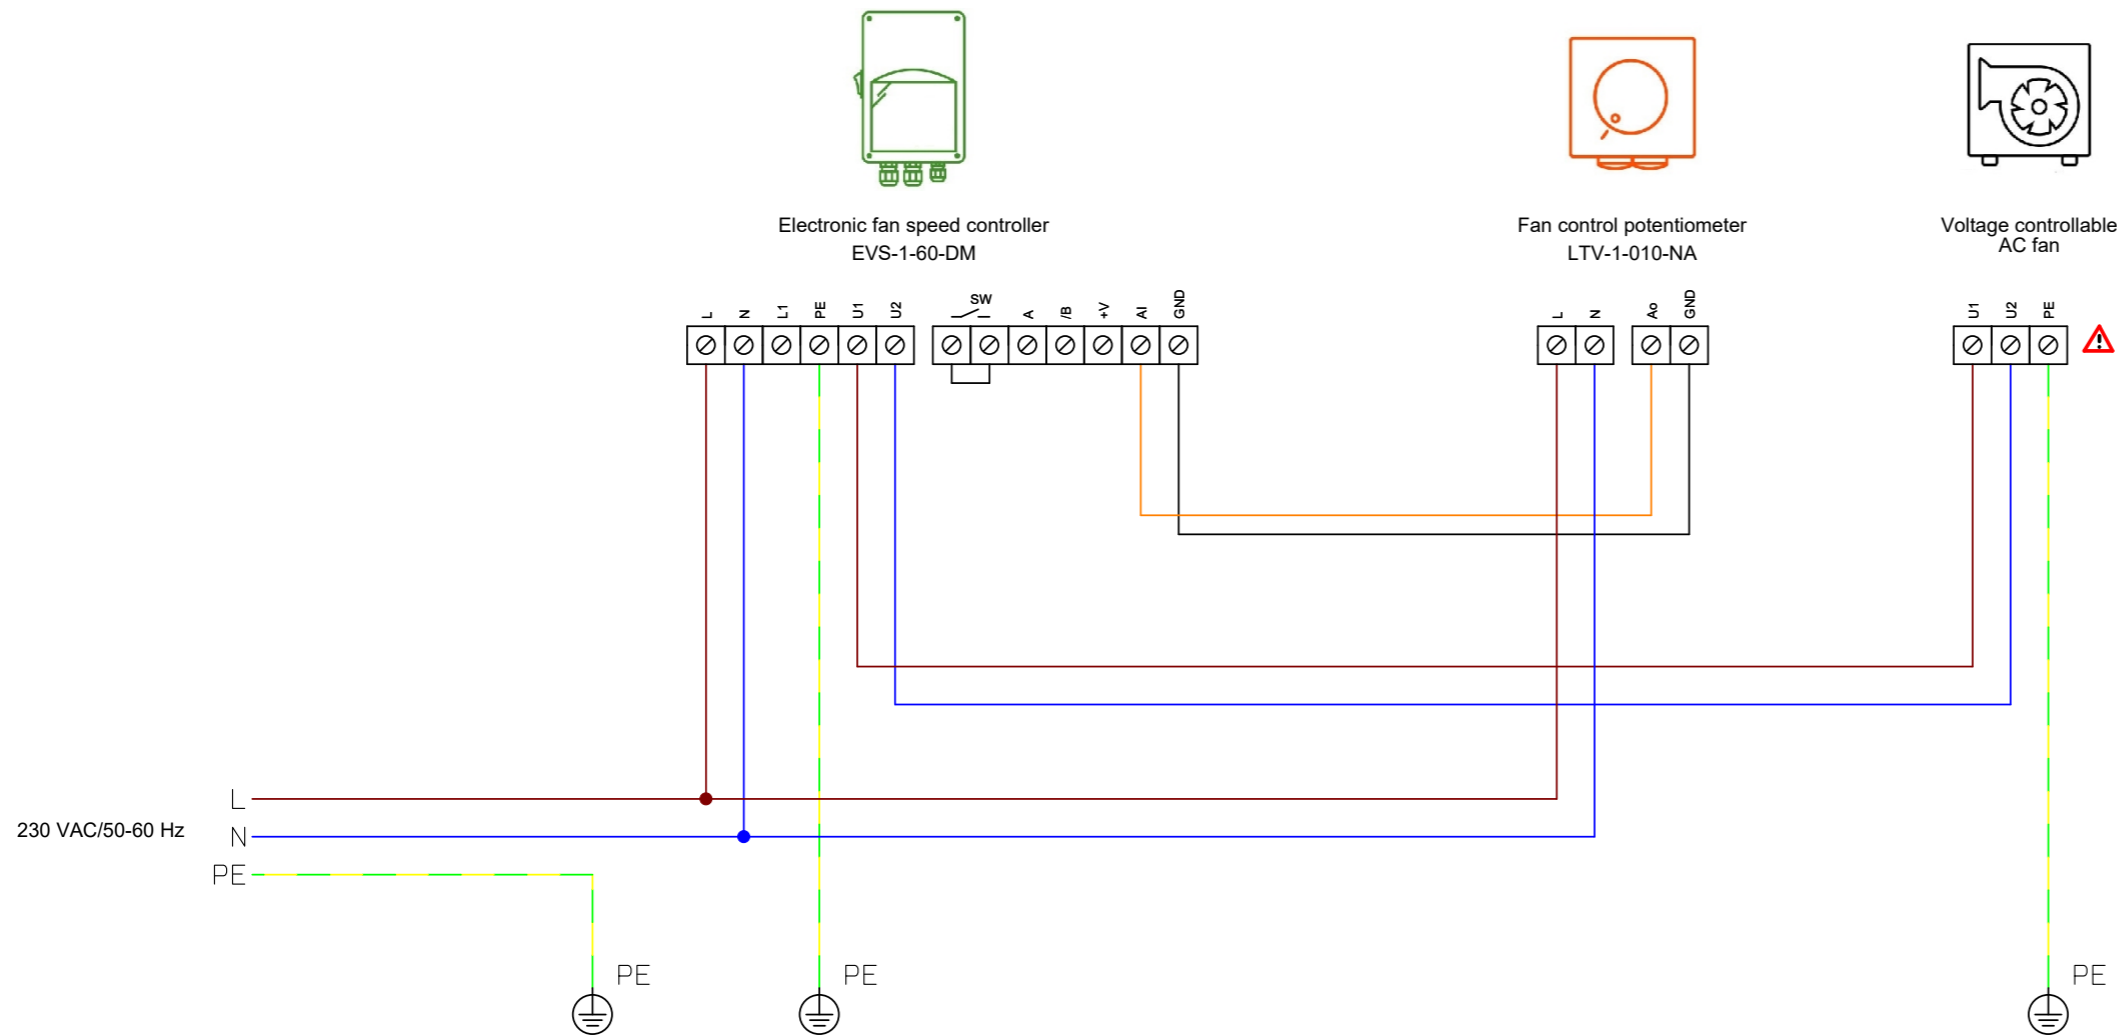 Electronic fan speed controller
EVS-1-60-DM
Fan control potentiometer
LTV-1-010-NA
Voltage controllable
AC fan
L N L1 PE U1 U2 SW A /B +V AI GND
L N Ao GND
U1 U2 PE
230 VAC/50-60 Hz
L
N
PE
PE
PE
PE